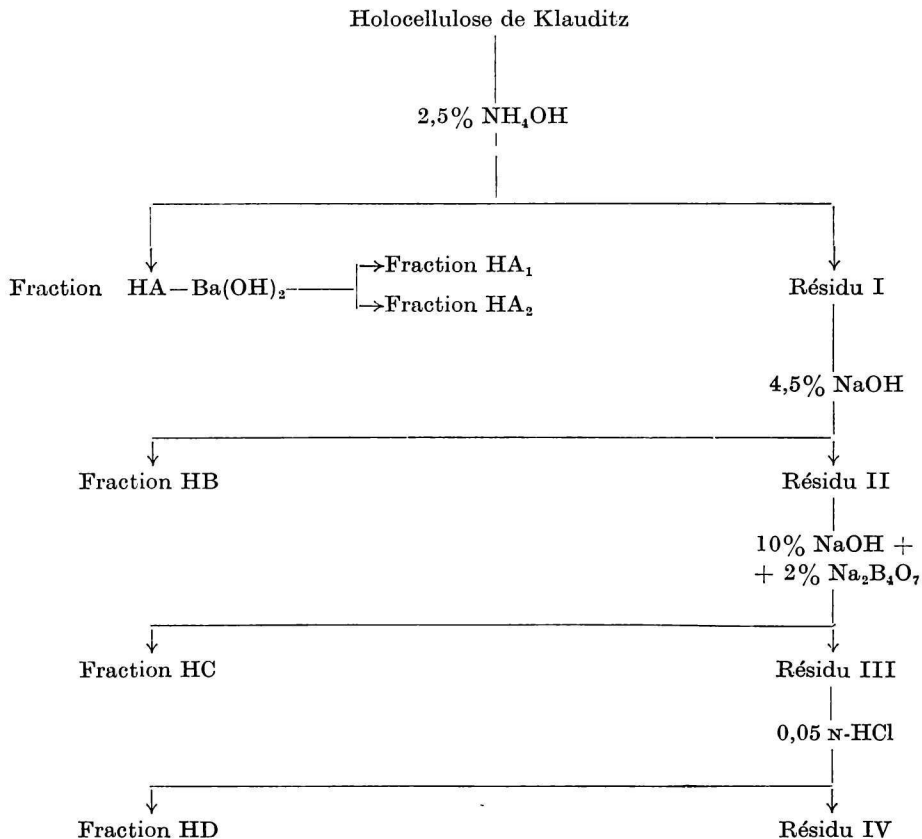 Holocellulose de Klauditz
2,5% NH₄OH
Fraction HA—Ba(OH)₂
→Fraction HA₁
→Fraction HA₂
Résidu I
4,5% NaOH
Fraction HB
Résidu II
10% NaOH +
+ 2% Na₂B₄O₇
Fraction HC
Résidu III
0,05 N-HCl
Fraction HD
Résidu IV